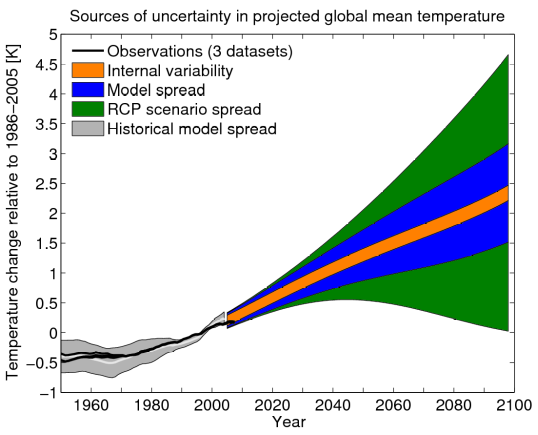 Sources of uncertainty in projected global mean temperature
Temperature change relative to 1986−2005 [K]
5
4.5
4
3.5
3
2.5
2
1.5
1
0.5
0
−0.5
−1
Observations (3 datasets)
Internal variability
Model spread
RCP scenario spread
Historical model spread
1960 1980 2000 2020 2040 2060 2080 2100
Year